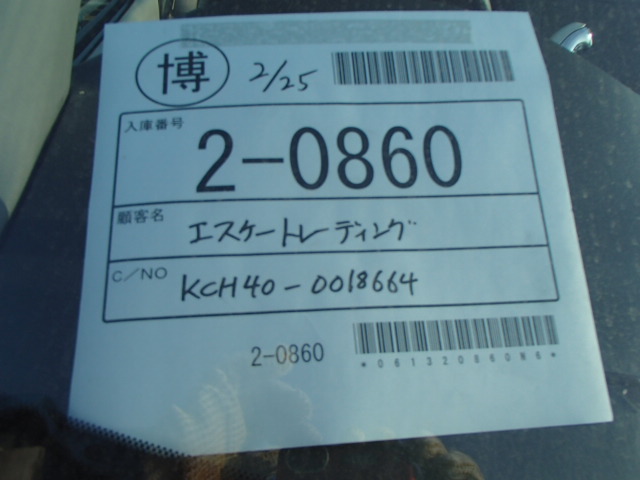 博 2/25
入庫番号
2-0860
顧客名 エスケートレーディング
C/NO KCH40-0018664
2-0860
*061320860N6*